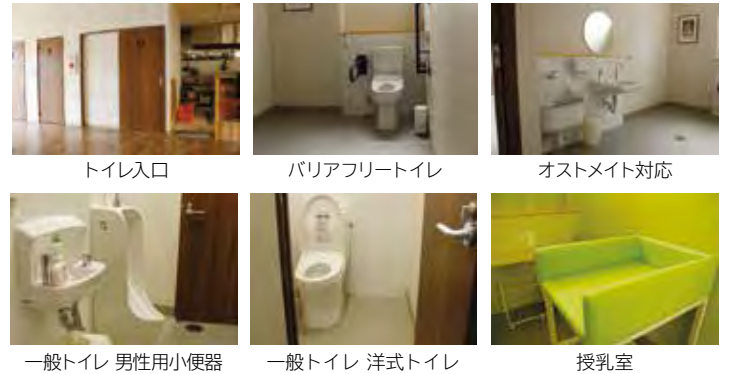 トイレ入口
バリアフリートイレ
オストメイト対応
一般トイレ 男性用小便器
一般トイレ 洋式トイレ
授乳室